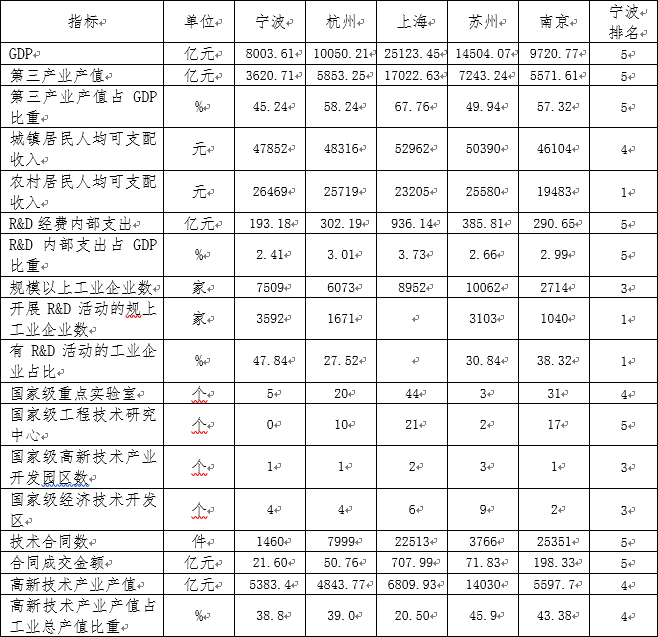 指标 单位 宁波 杭州 上海 苏州 南京 宁波
排名
GDP 亿元 8003.61 10050.21 25123.45 14504.07 9720.77 5
第三产业产值 亿元 3620.71 5853.25 17022.63 7243.24 5571.61 5
第三产业产值占 GDP
比重 % 45.24 58.24 67.76 49.94 57.32 5
城镇居民人均可支配
收入 元 47852 48316 52962 50390 46104 4
农村居民人均可支配
收入 元 26469 25719 23205 25580 19483 1
R&D 经费内部支出 亿元 193.18 302.19 936.14 385.81 290.65 5
R&D 内部支出占 GDP
比重 % 2.41 3.01 3.73 2.66 2.99 5
规模以上工业企业数 家 7509 6073 8952 10062 2714 3
开展 R&D 活动的规上
工业企业数 家 3592 1671 3103 1040 1
有 R&D 活动的工业企
业占比 % 47.84 27.52 30.84 38.32 1
国家级重点实验室 个 5 20 44 3 31 4
国家级工程技术研究
中心 个 0 10 21 2 17 5
国家级高新技术产业
开发园区数 个 1 1 2 3 1 3
国家级经济技术开发
区 个 4 4 6 9 2 3
技术合同数 件 1460 7999 22513 3766 25351 5
合同成交金额 亿元 21.60 50.76 707.99 71.83 198.33 5
高新技术产业产值 亿元 5383.4 4843.77 6809.93 14030 5597.7 4
高新技术产业产值占
工业总产值比重 % 38.8 39.0 20.50 45.9 43.38 4